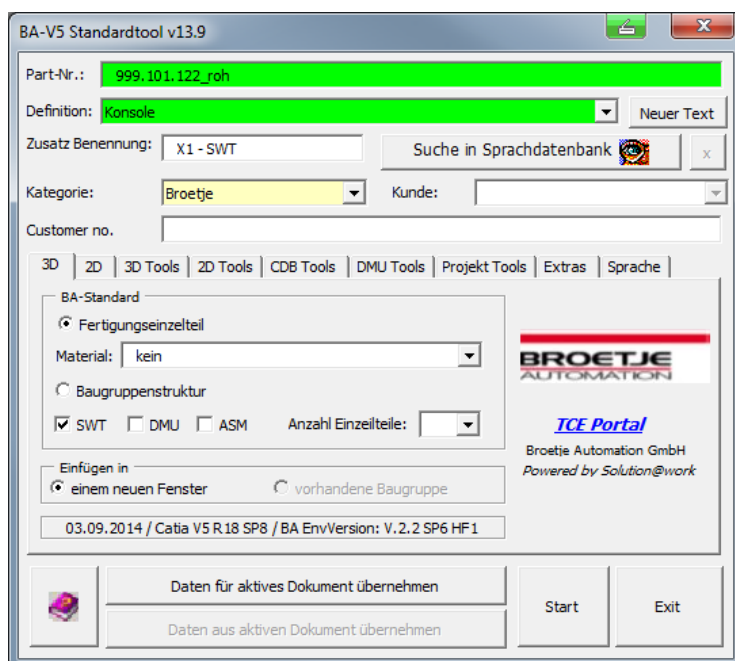 BA-V5 Standardtool v13.9
Part-Nr.: 999.101.122_roh
Definition: Konsole Neuer Text
Zusatz Benennung: X1 - SWT Suche in Sprachdatenbank x
Kategorie: Broetje Kunde:
Customer no.
3D 2D 3D Tools 2D Tools CDB Tools DMU Tools Projekt Tools Extras Sprache
BA-Standard
Fertigungseinzelteil
Material: kein
Baugruppenstruktur
SWT DMU ASM Anzahl Einzeilteile:
BROETJE
AUTOMATION
TCE Portal
Broetje Automation GmbH
Powered by Solution@work
Einfügen in
einem neuen Fenster vorhandene Baugruppe
03.09.2014 / Catia V5 R18 SP8 / BA EnvVersion: V.2.2 SP6 HF1
Daten für aktives Dokument übernehmen
Daten aus aktiven Dokument übernehmen
Start Exit